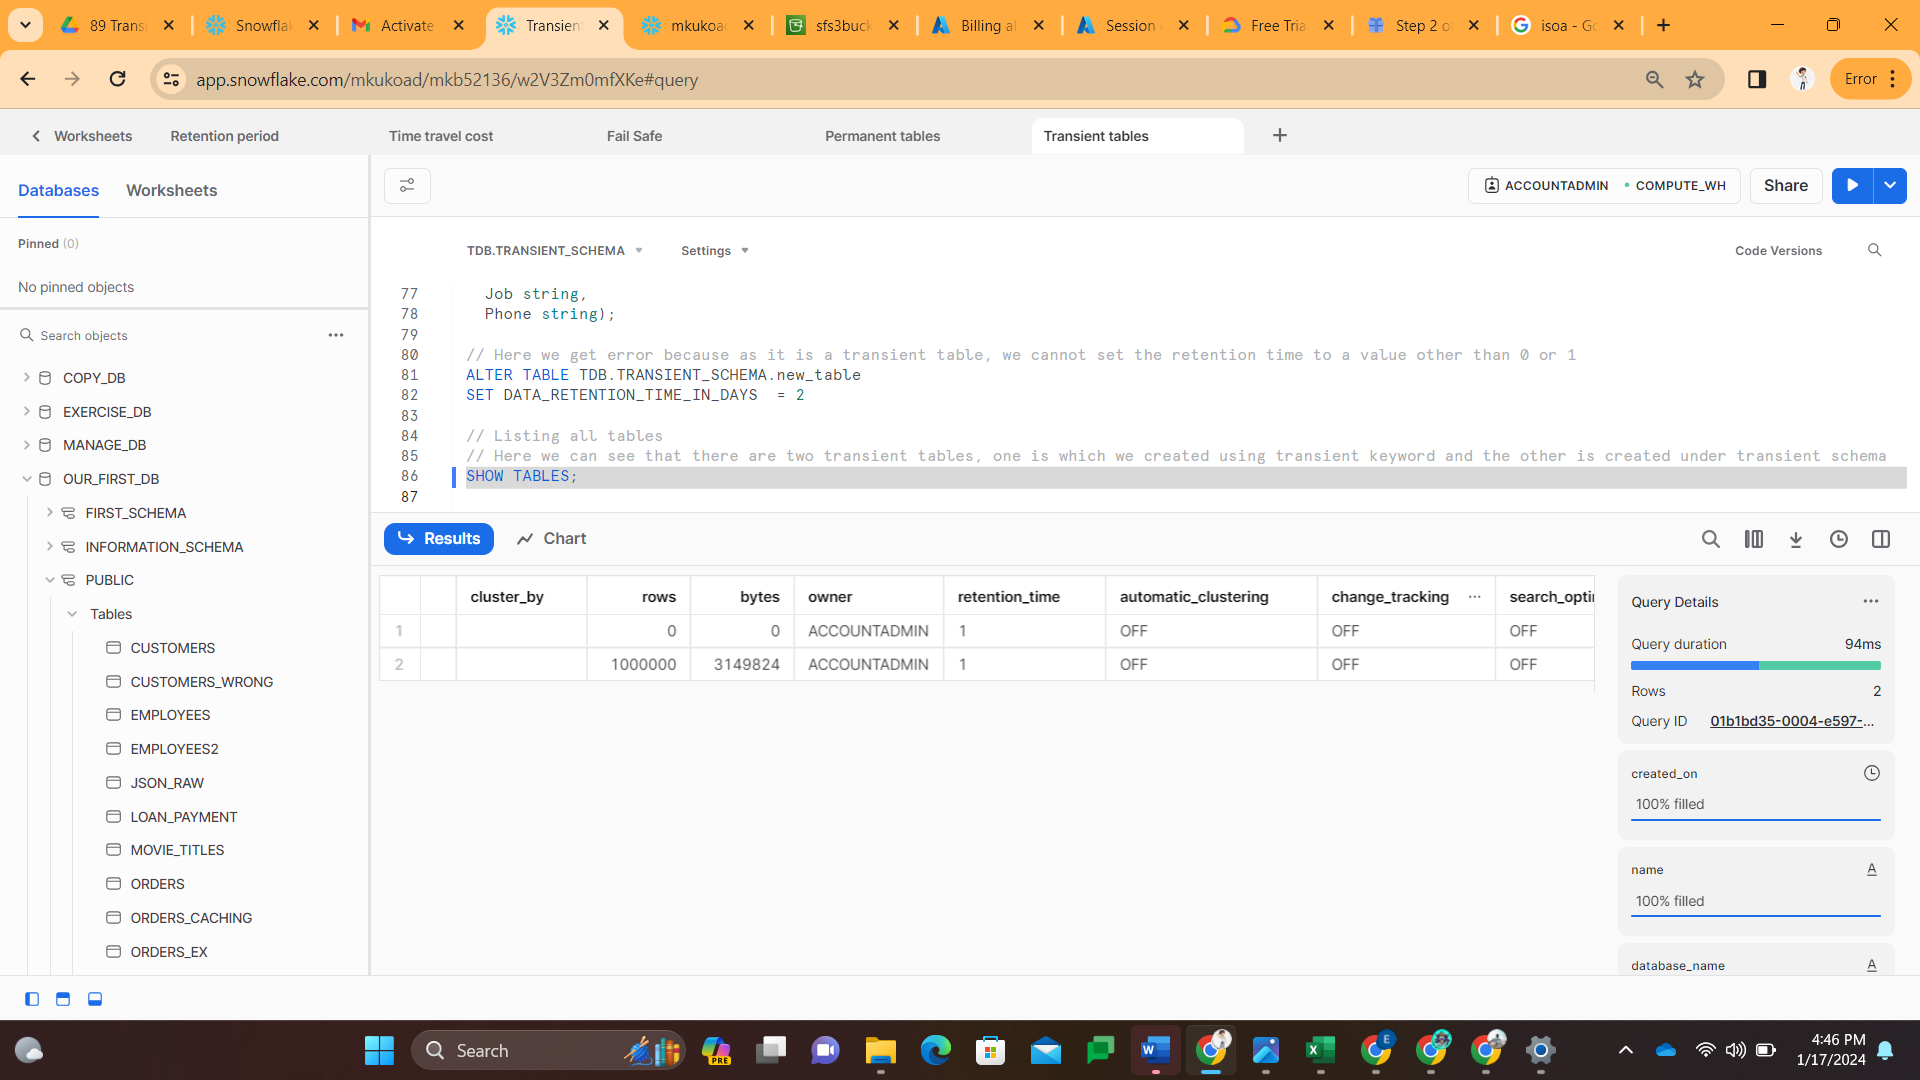 89 Transi
Snowflak
Activate
Transien
mkukoad
sfs3buck
Billing al
Session
Free Tria
Step 2 o
isoa - Go
app.snowflake.com/mkukoad/mkb52136/w2V3Zm0mfXKe#query
Error
Worksheets
Retention period
Time travel cost
Fail Safe
Permanent tables
Transient tables
Databases
Worksheets
ACCOUNTADMIN
COMPUTE_WH
Share
Pinned (0)
No pinned objects
TDB.TRANSIENT_SCHEMA
Settings
Code Versions
Search objects
COPY_DB
EXERCISE_DB
MANAGE_DB
OUR_FIRST_DB
FIRST_SCHEMA
INFORMATION_SCHEMA
PUBLIC
Tables
CUSTOMERS
CUSTOMERS_WRONG
EMPLOYEES
EMPLOYEES2
JSON_RAW
LOAN_PAYMENT
MOVIE_TITLES
ORDERS
ORDERS_CACHING
ORDERS_EX
77 Job string,
78 Phone string);
79
80 // Here we get error because as it is a transient table, we cannot set the retention time to a value other than 0 or 1
81 ALTER TABLE TDB.TRANSIENT_SCHEMA.new_table
82 SET DATA_RETENTION_TIME_IN_DAYS = 2
83
84 // Listing all tables
85 // Here we can see that there are two transient tables, one is which we created using transient keyword and the other is created under transient schema
86 SHOW TABLES;
87
Results
Chart
cluster_by rows bytes owner retention_time automatic_clustering change_tracking ... search_opti
1 0 0 ACCOUNTADMIN 1 OFF OFF OFF
2 1000000 3149824 ACCOUNTADMIN 1 OFF OFF OFF
Query Details
Query duration 94ms
Rows 2
Query ID 01b1bd35-0004-e597-...
created_on
100% filled
name A
100% filled
database_name A
Search
PRE
E
4:46 PM
1/17/2024